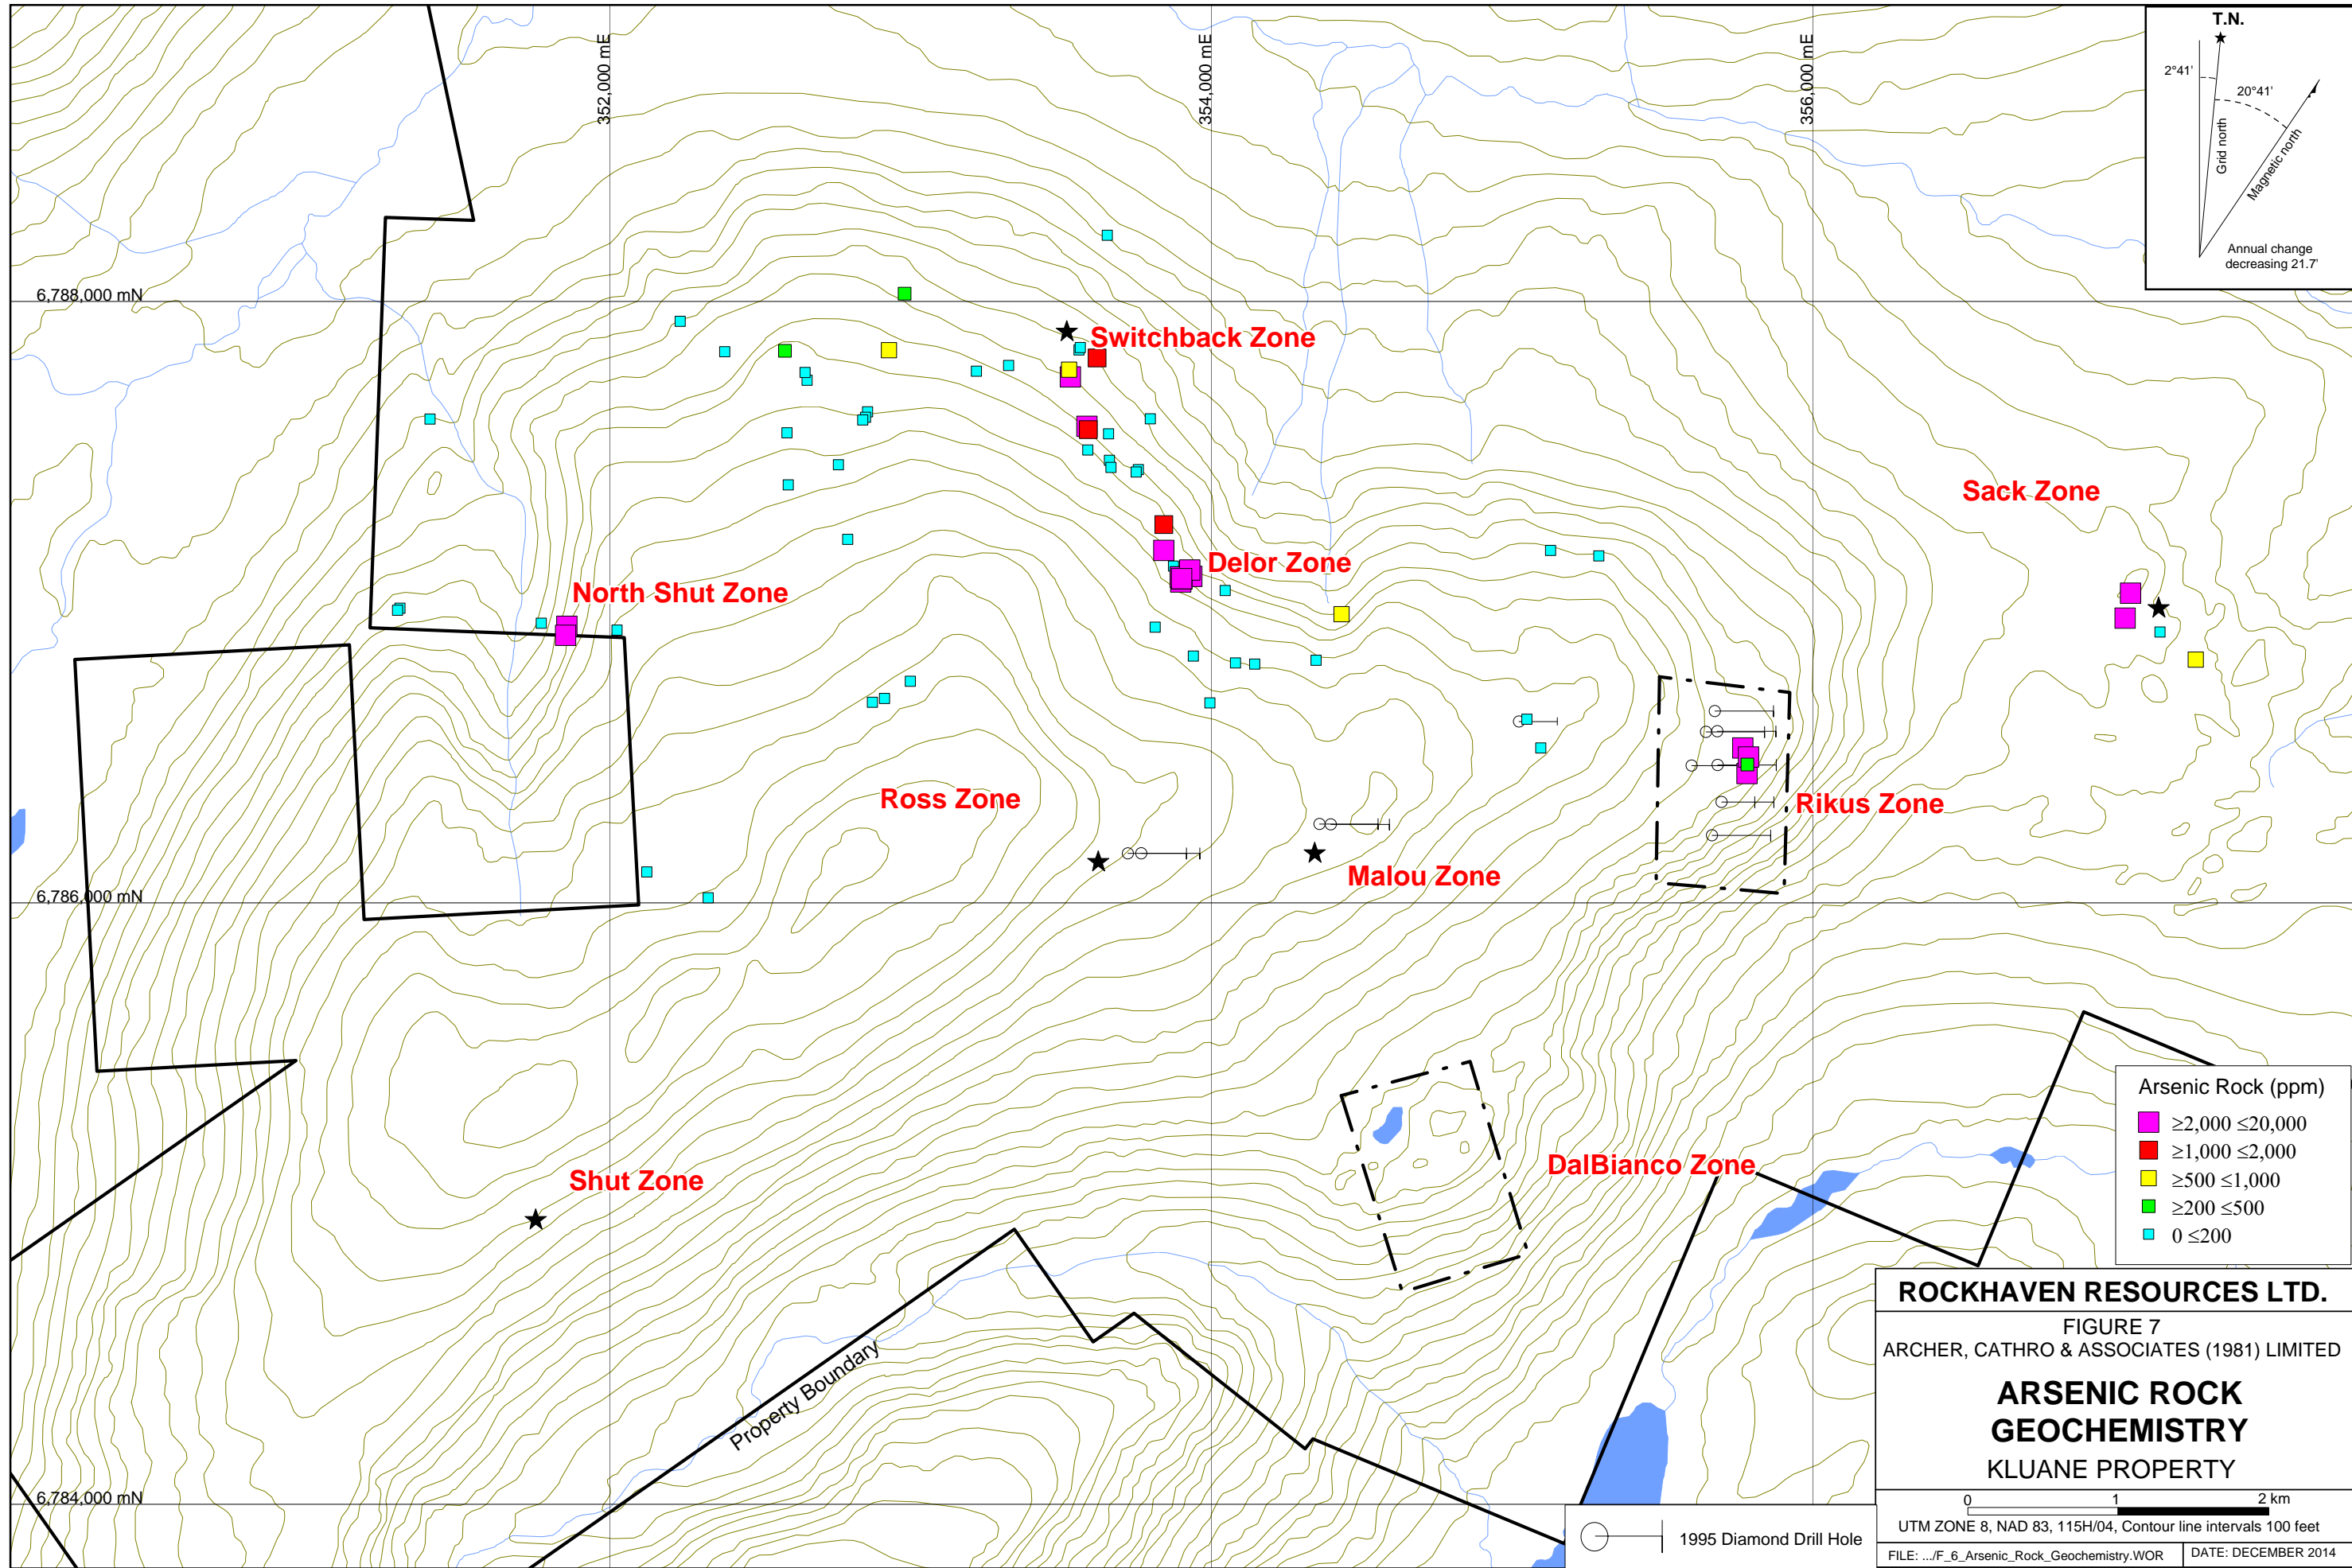 352,000 mE
354,000 mE
356,000 mE
T.N.
2°41'
20°41'
Grid north
Magnetic north
Annual change
decreasing 21.7'
6,788,000 mN
Switchback Zone
Sack Zone
Delor Zone
North Shut Zone
Ross Zone
Rikus Zone
Malou Zone
6,786,000 mN
DalBianco Zone
Shut Zone
Property Boundary
6,784,000 mN
Arsenic Rock (ppm)
≥2,000 ≤20,000
≥1,000 ≤2,000
≥500 ≤1,000
≥200 ≤500
0 ≤200
ROCKHAVEN RESOURCES LTD.
FIGURE 7
ARCHER, CATHRO & ASSOCIATES (1981) LIMITED
ARSENIC ROCK
GEOCHEMISTRY
KLUANE PROPERTY
0 1 2 km
UTM ZONE 8, NAD 83, 115H/04, Contour line intervals 100 feet
FILE: .../F_6_Arsenic_Rock_Geochemistry.WOR DATE: DECEMBER 2014
1995 Diamond Drill Hole